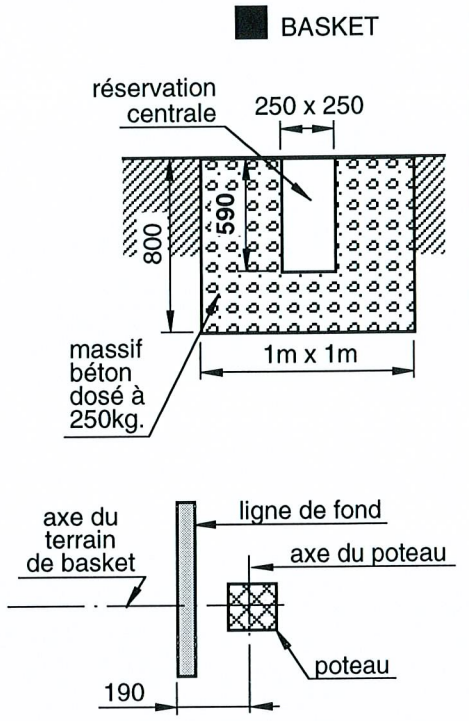 BASKET
réservation
centrale
250 x 250
590
800
1m x 1m
massif
béton
dosé à
250kg.
axe du
terrain
de basket
ligne de fond
axe du poteau
poteau
190